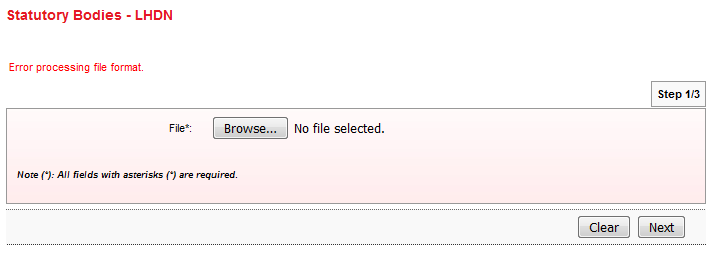 Statutory Bodies - LHDN
Error processing file format.
Step 1/3
File*: Browse... No file selected.
Note (*): All fields with asterisks (*) are required.
Clear Next